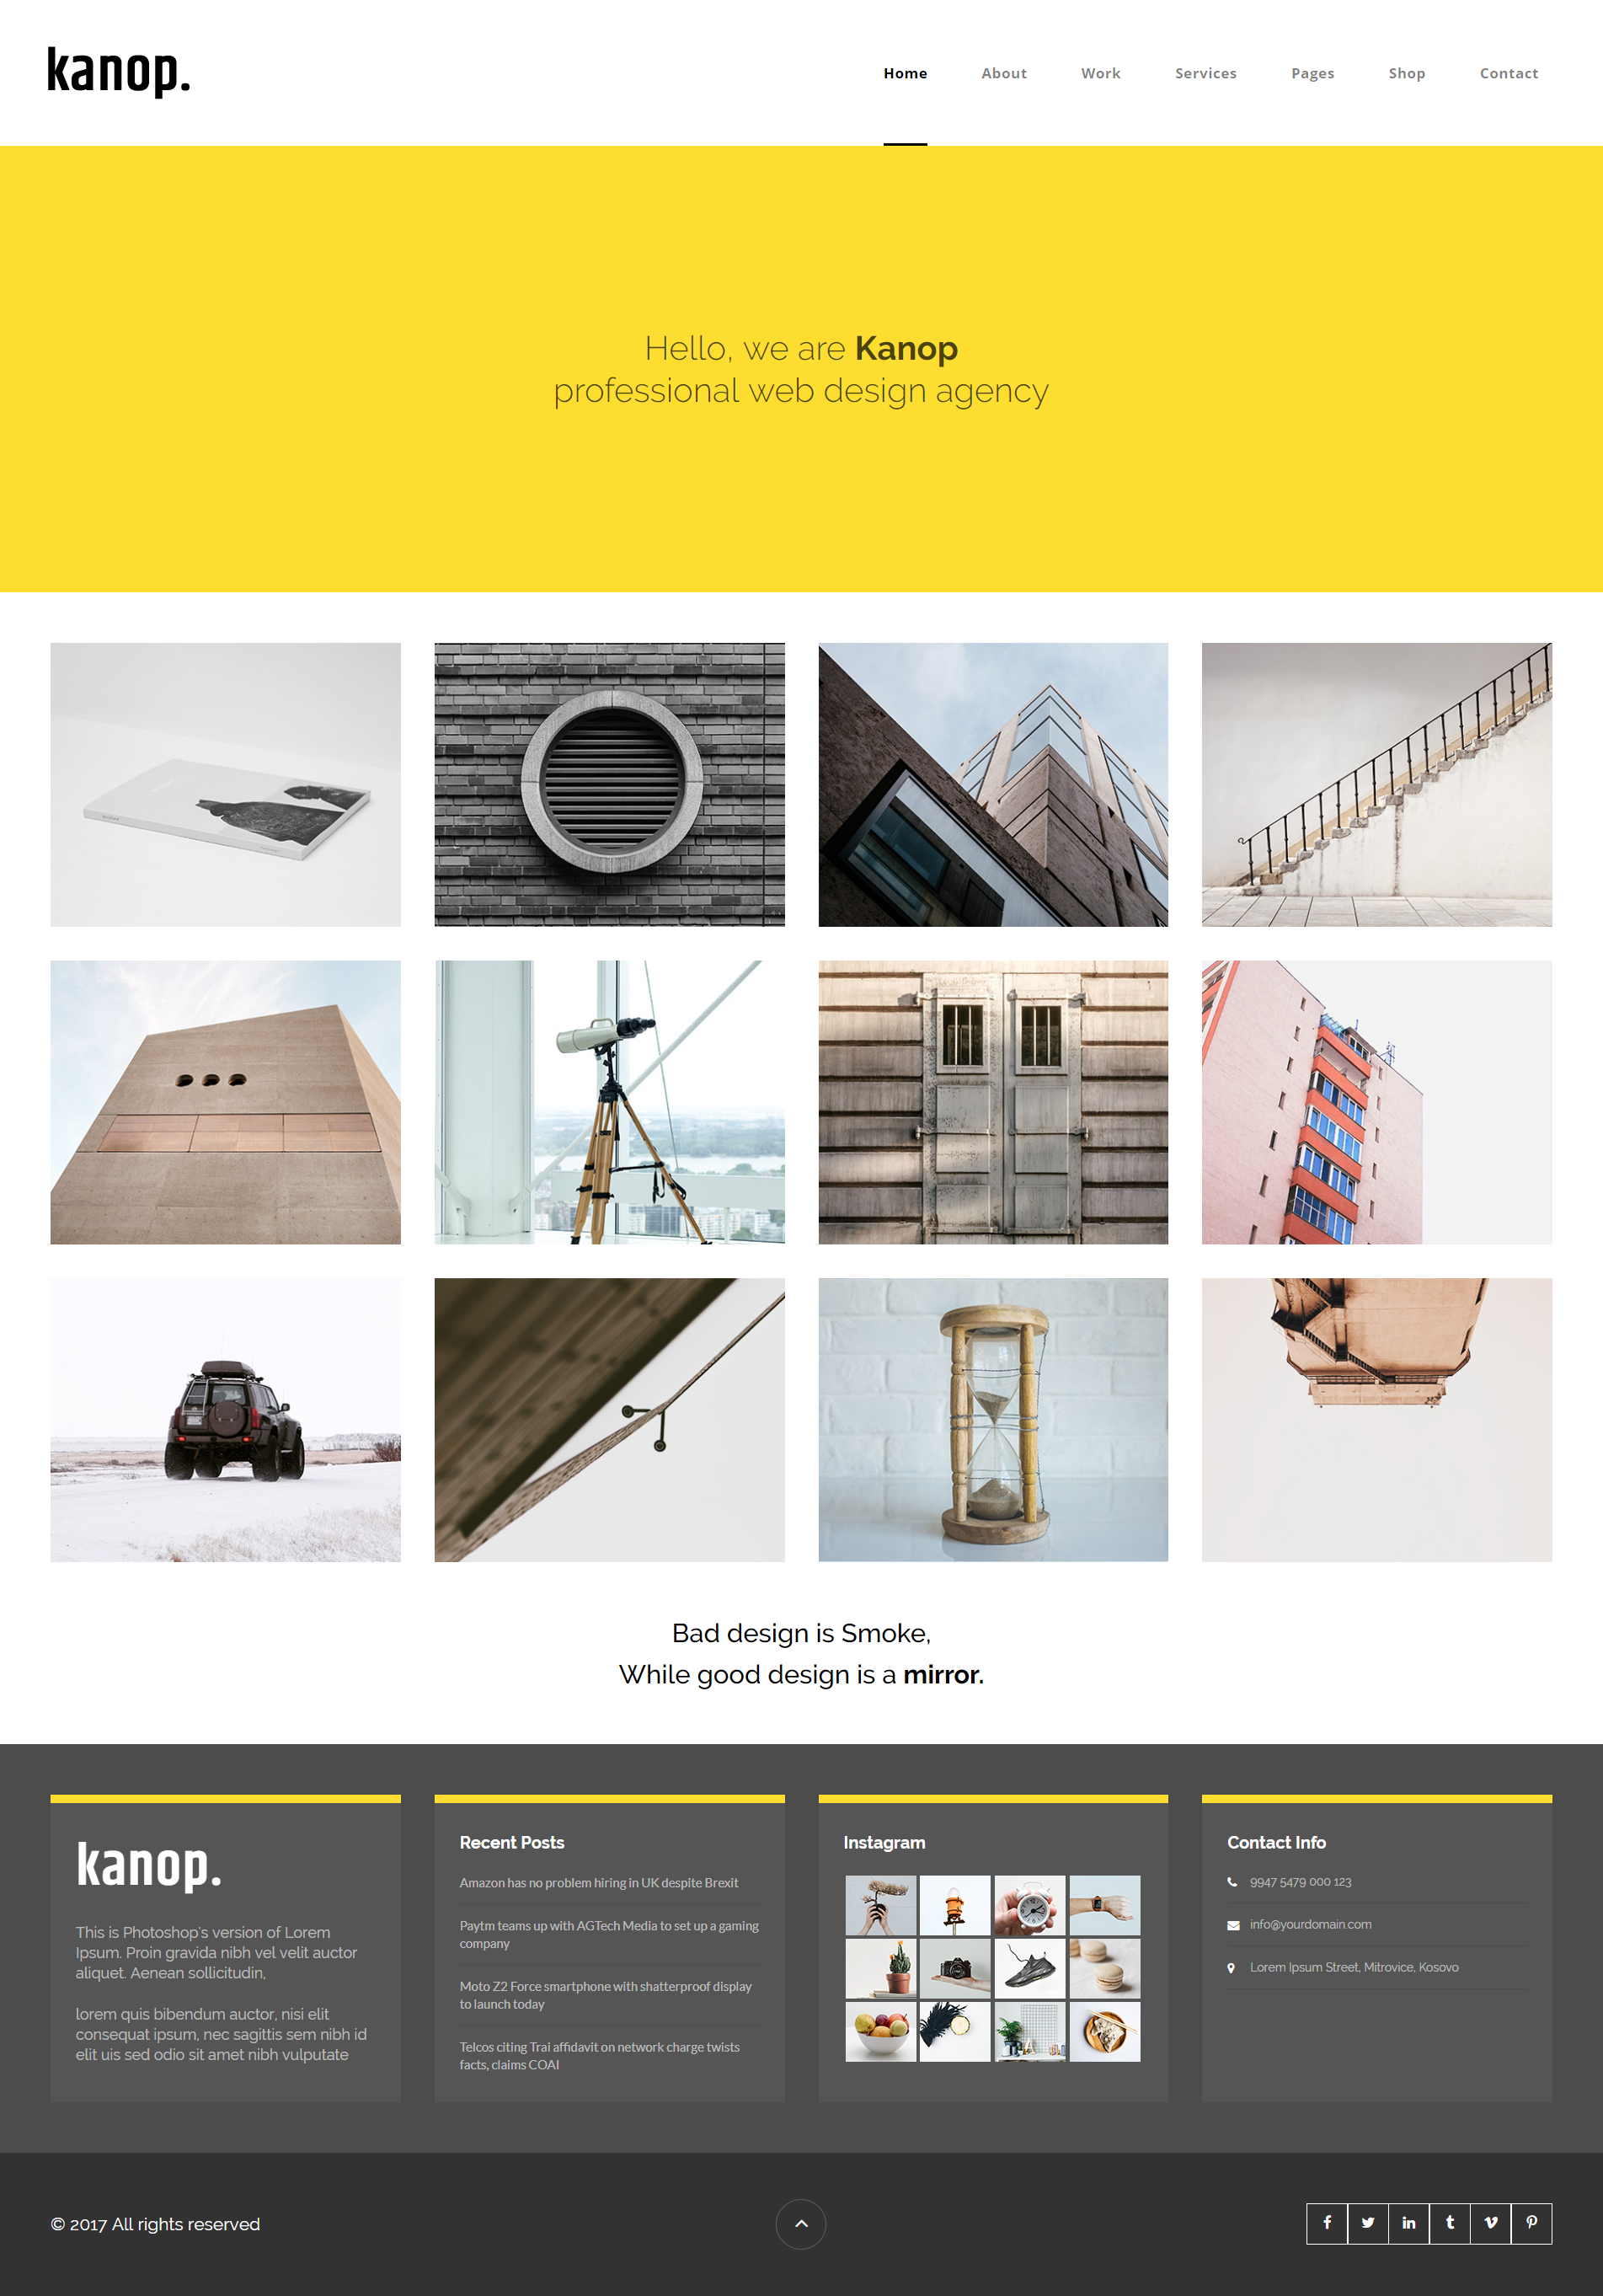 kanop.
Home About Work Services Pages Shop Contact
Hello, we are Kanop
professional web design agency
Bad design is Smoke,
While good design is a mirror.
kanop.
This is Photoshop's version of Lorem
Ipsum. Proin gravida nibh vel velit auctor
aliquet. Aenean sollicitudin,
lorem quis bibendum auctor, nisi elit
consequat ipsum, nec sagittis sem nibh id
elit uis sed odio sit amet nibh vulputate
Recent Posts
Amazon has no problem hiring in UK despite Brexit
Paytm teams up with AGTech Media to set up a gaming
company
Moto Z2 Force smartphone with shatterproof display
to launch today
Telcos citing Trai affidavit on network charge twists
facts, claims COAI
Instagram
Contact Info
9947 5479 000 123
info@yourdomain.com
Lorem Ipsum Street, Mitrovice, Kosovo
© 2017 All rights reserved